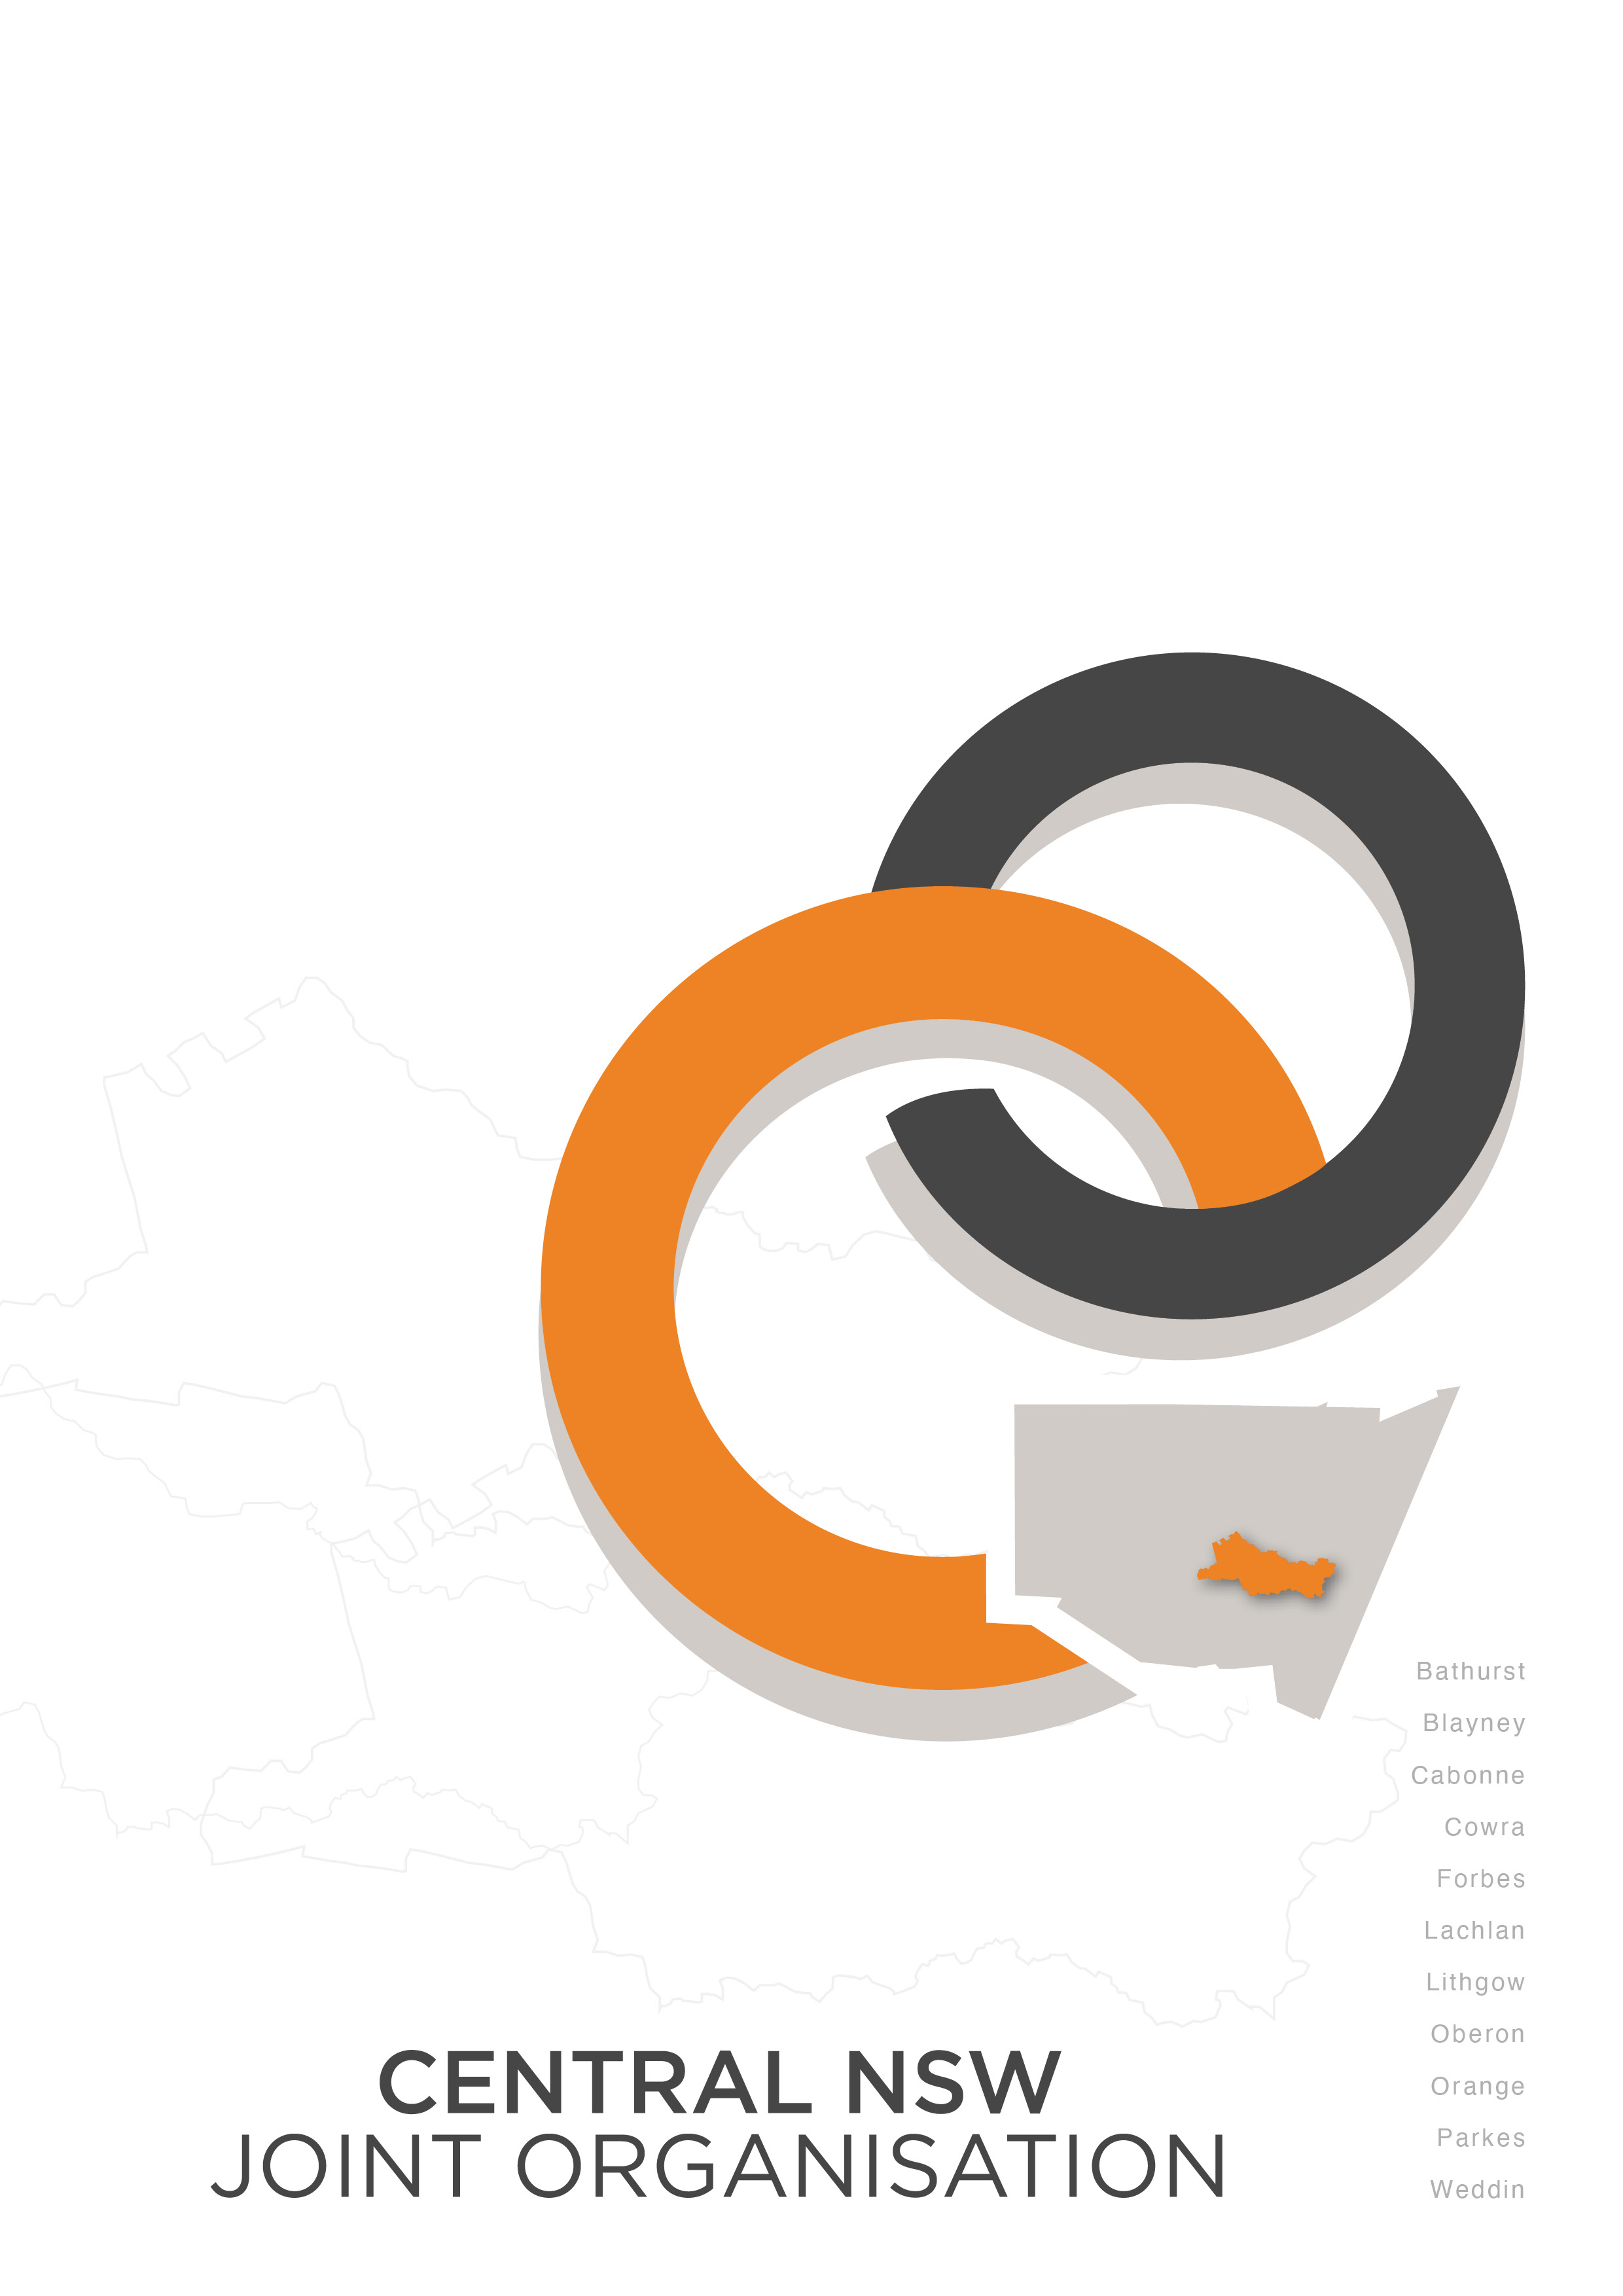 Bathurst
Blayney
Cabonne
Cowra
Forbes
Lachlan
Lithgow
Oberon
Orange
Parkes
Weddin
CENTRAL NSW
JOINT ORGANISATION